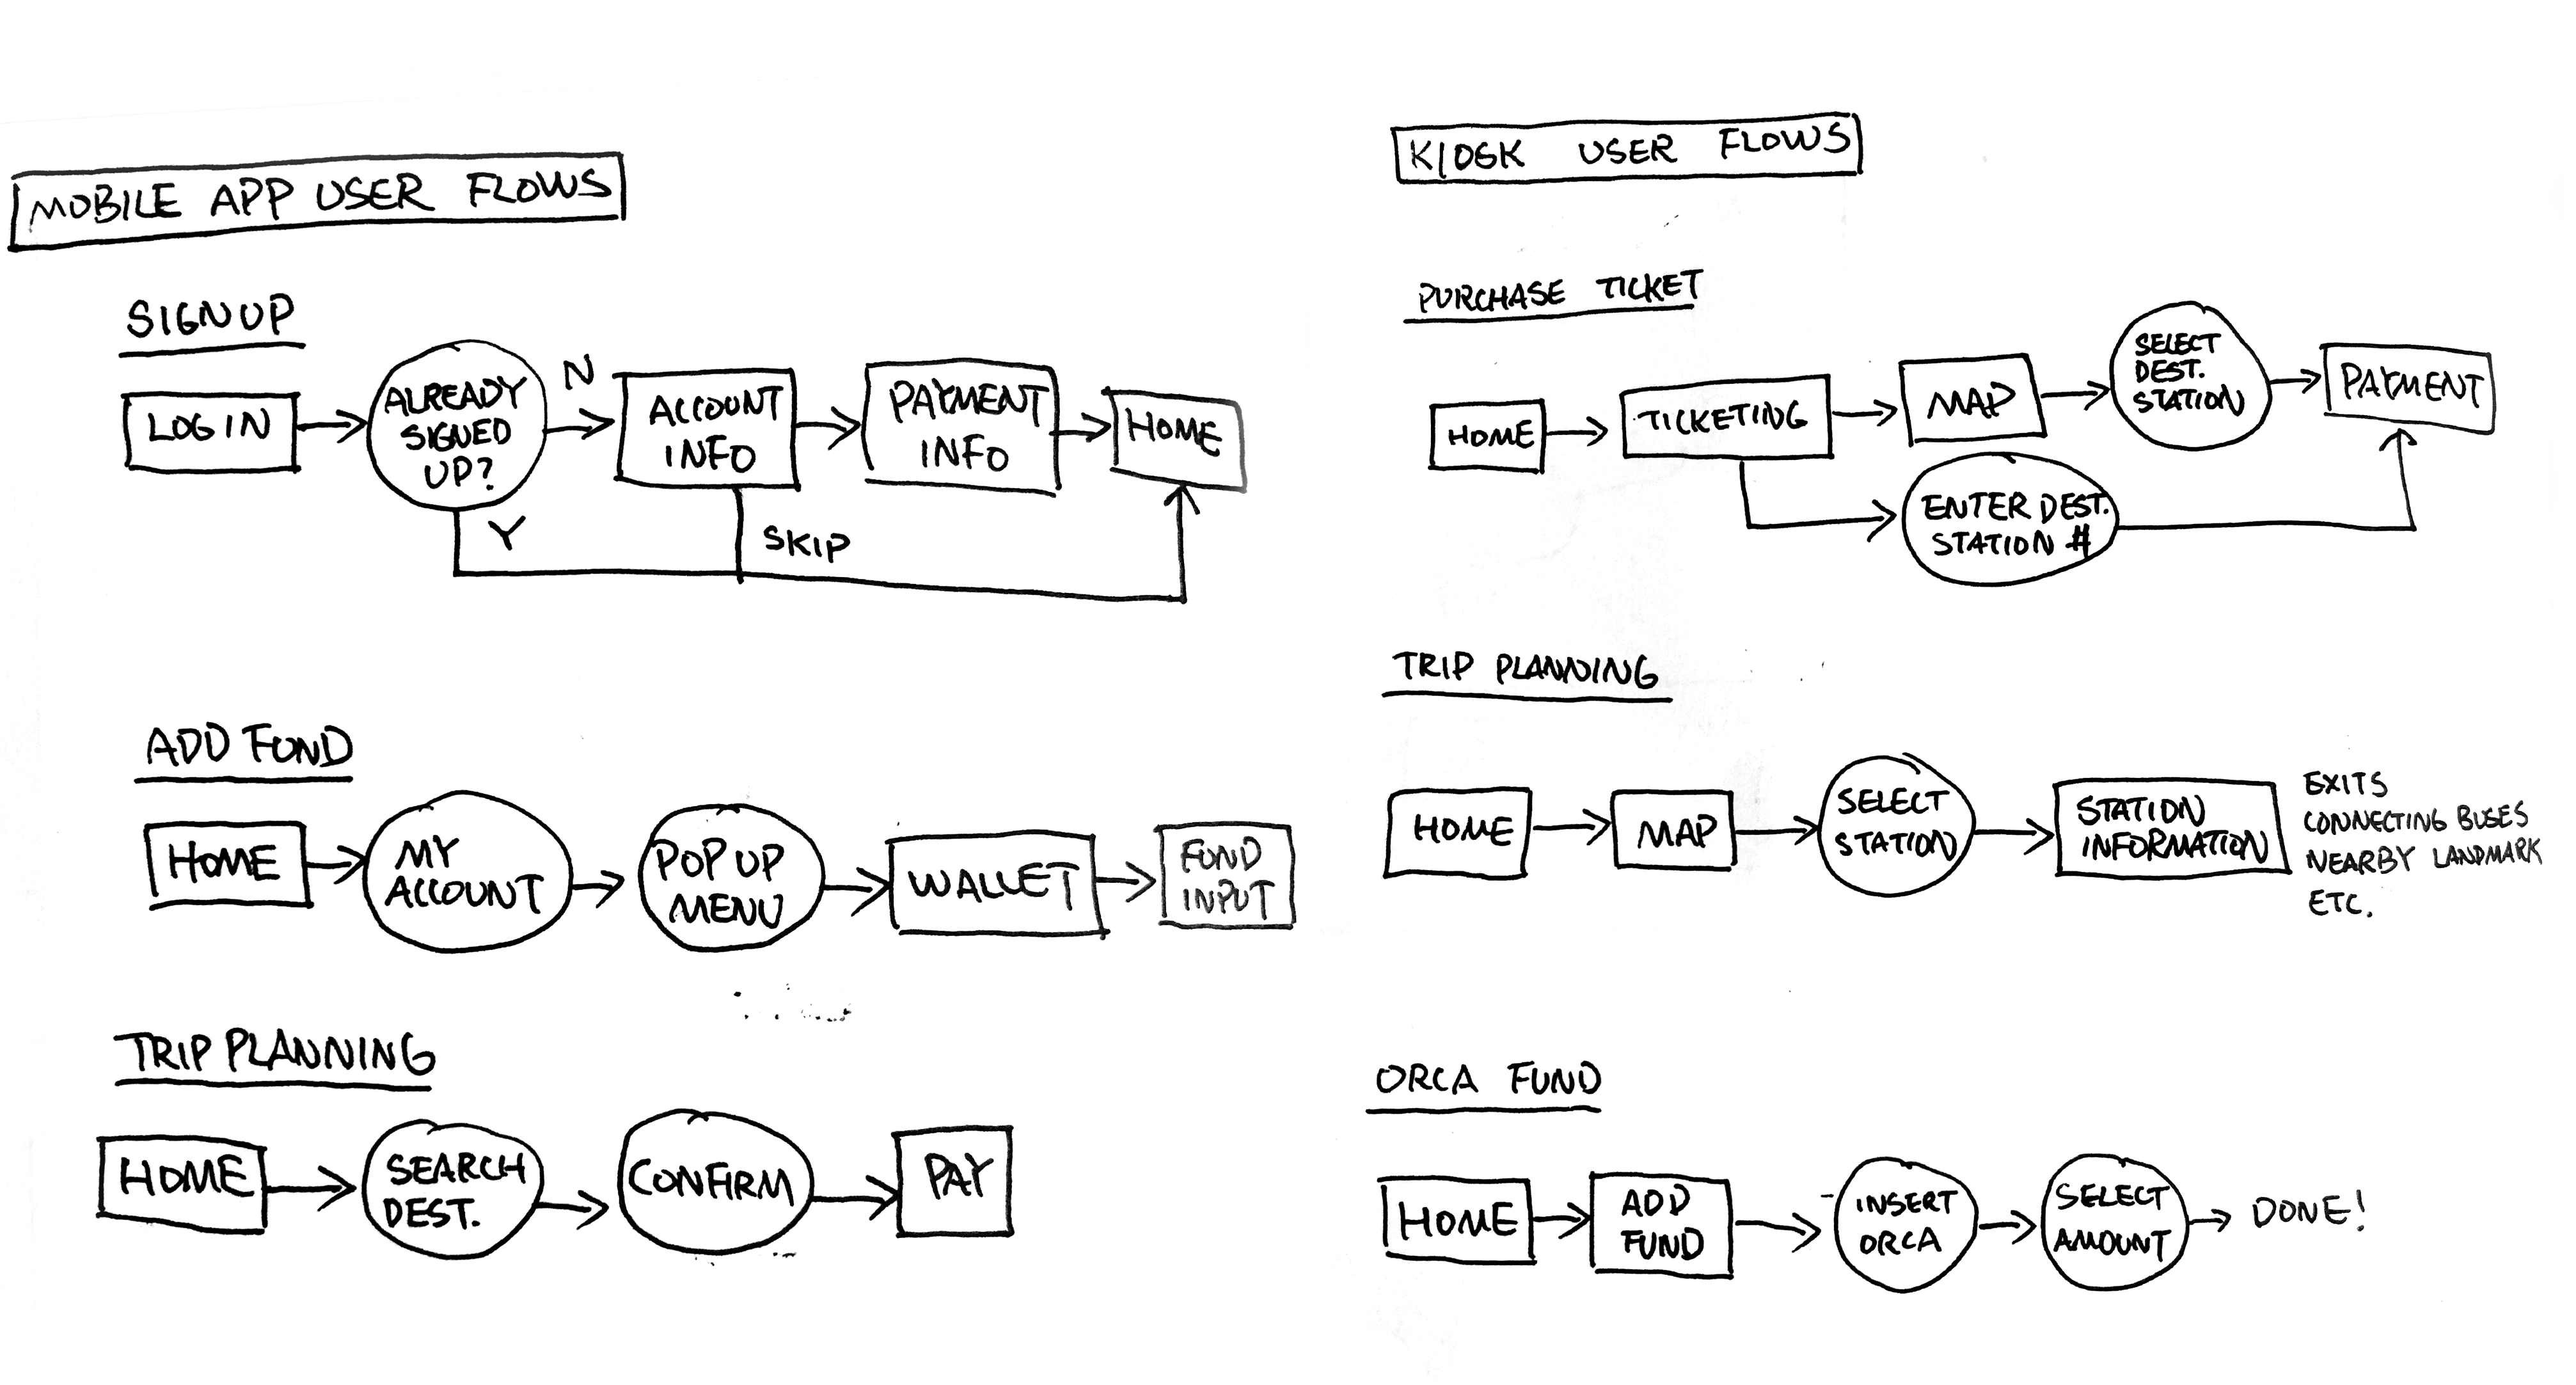 MOBILE APP USER FLOWS
SIGN UP
LOG IN
ALREADY
SIGNED
UP?
N
Y
ACCOUNT
INFO
SKIP
PAYMENT
INFO
HOME
ADD FUND
HOME
MY
ACCOUNT
POP UP
MENU
WALLET
FUND
INPUT
TRIP PLANNING
HOME
SEARCH
DEST.
CONFIRM
PAY
KIOSK USER FLOWS
PURCHASE TICKET
HOME
TICKETING
MAP
SELECT
DEST.
STATION
PAYMENT
ENTER DEST.
STATION #
TRIP PLANNING
HOME
MAP
SELECT
STATION
STATION
INFORMATION
EXITS
CONNECTING BUSES
NEARBY LANDMARK
ETC.
ORCA FUND
HOME
ADD
FUND
INSERT
ORCA
SELECT
AMOUNT
DONE!